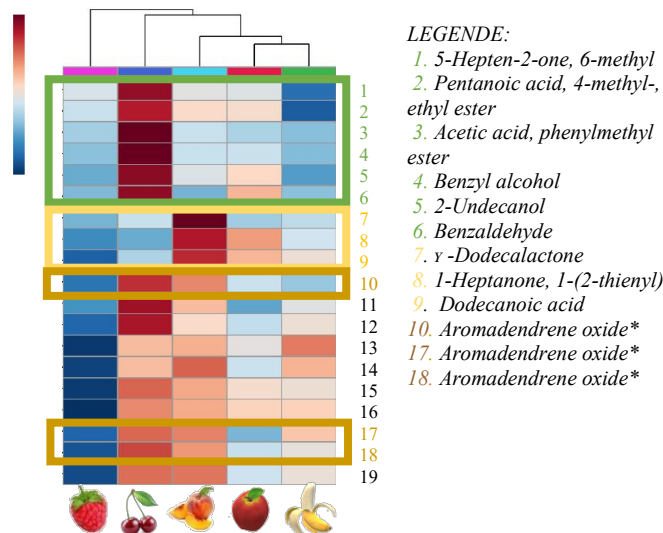 1
2
3
4
5
6
7
8
9
10
11
12
13
14
15
16
17
18
19
LEGENDE:
1. 5-Hepten-2-one, 6-methyl
2. Pentanoic acid, 4-methyl-,
ethyl ester
3. Acetic acid, phenylmethyl
ester
4. Benzyl alcohol
5. 2-Undecanol
6. Benzaldehyde
7. γ -Dodecalactone
8. 1-Heptanone, 1-(2-thienyl)
9. Dodecanoic acid
10. Aromadendrene oxide*
17. Aromadendrene oxide*
18. Aromadendrene oxide*